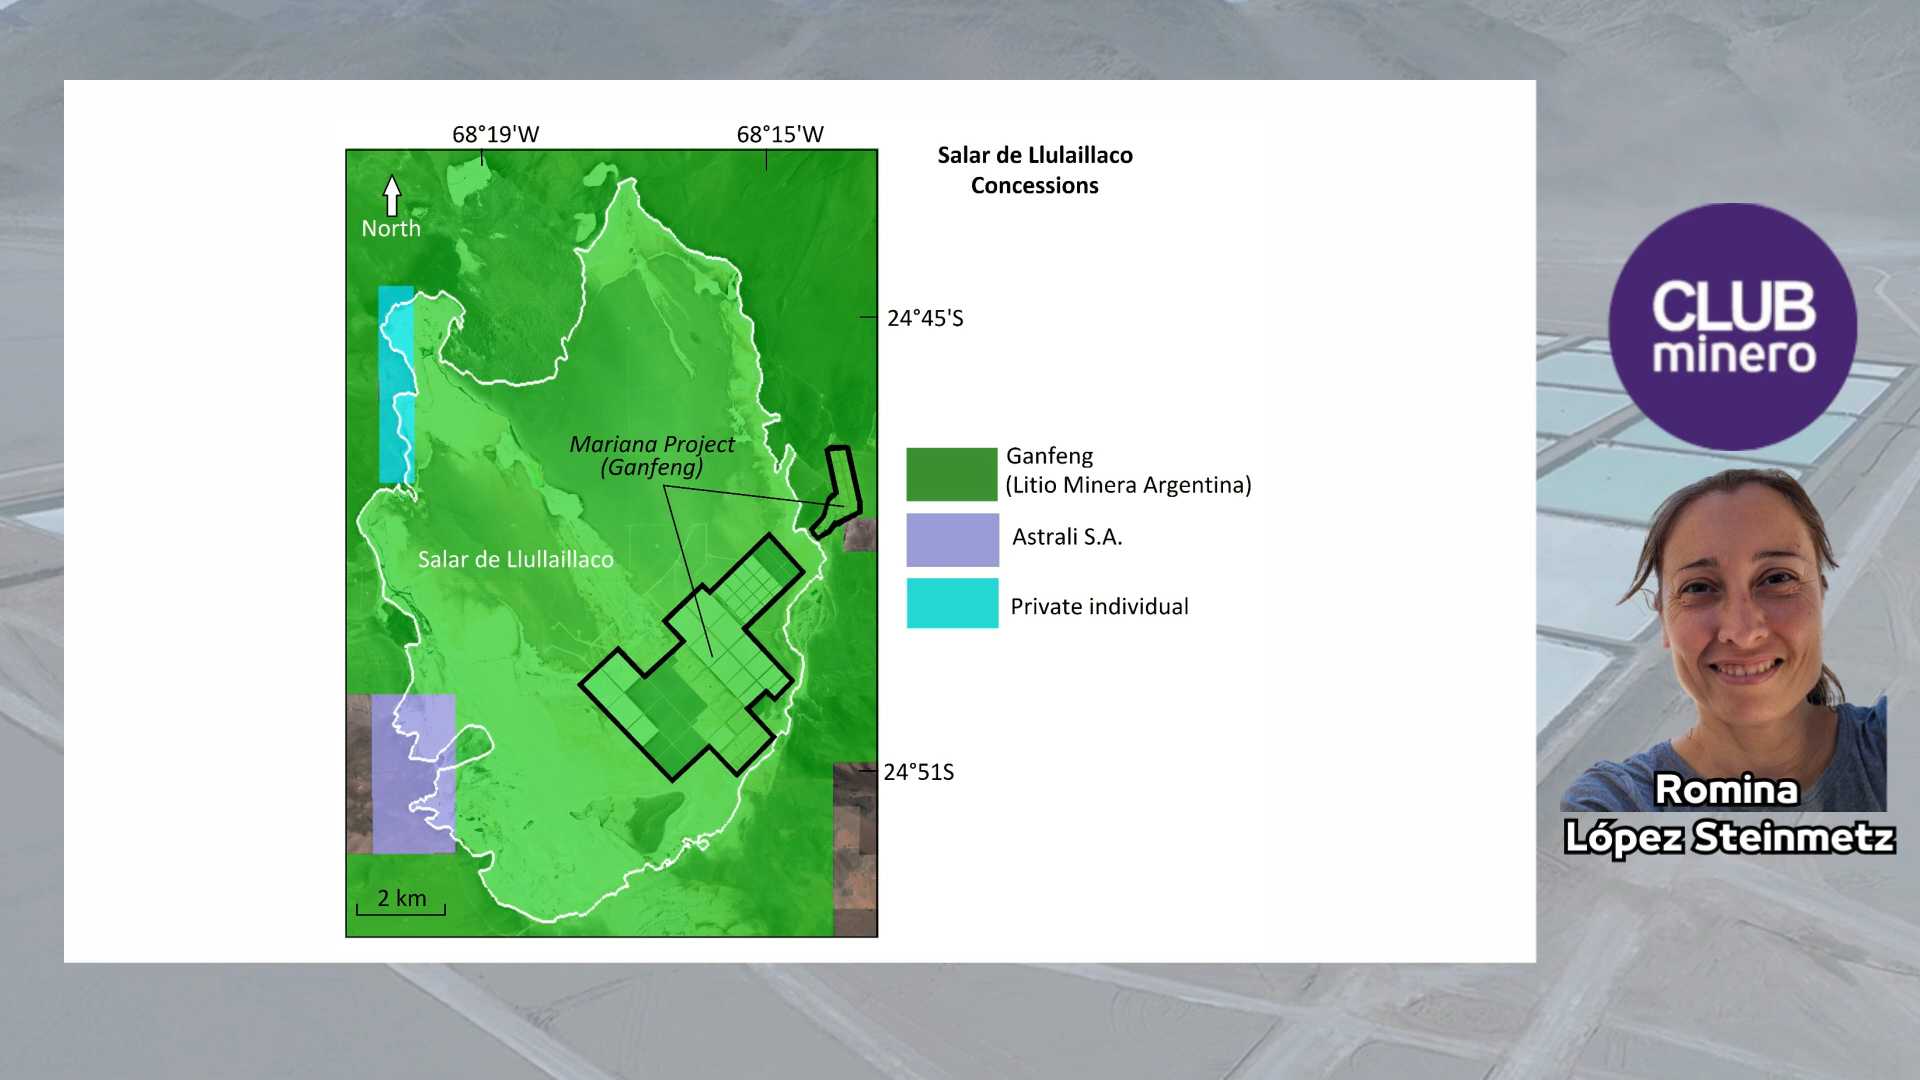 68°19'W
68°15'W
Salar de Llulaillaco
Concessions
North
24°45'S
Mariana Project
(Ganfeng)
Ganfeng
(Litio Minera Argentina)
Astrali S.A.
Salar de Llullaillaco
Private individual
24°51S
2 km
CLUB
minero
Romina
López Steinmetz